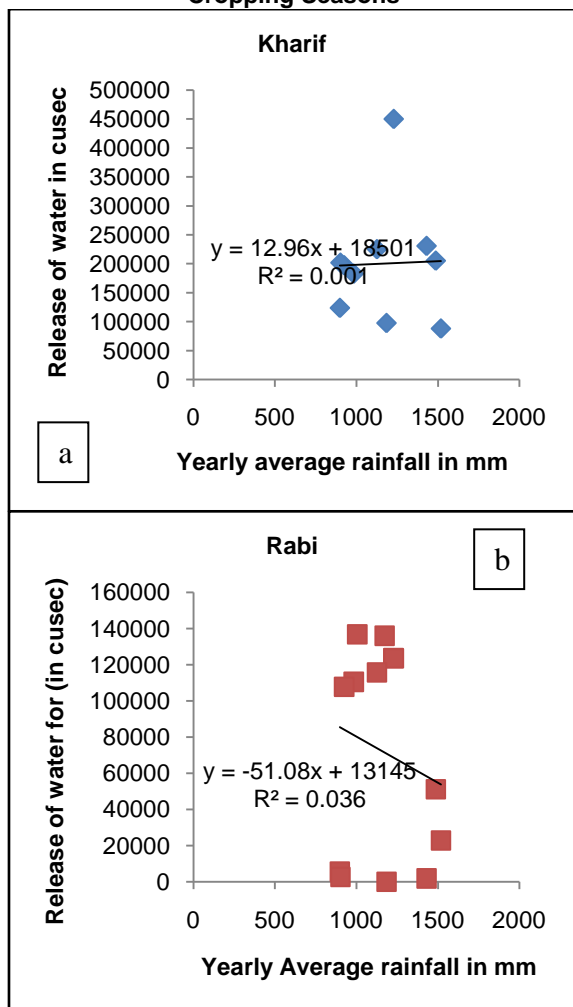 Cropping Seasons
Kharif
Release of water in cusec
500000
450000
400000
350000
300000
250000
200000
150000
100000
50000
0
y = 12.96x + 18501
R² = 0.001
0 500 1000 1500 2000
Yearly average rainfall in mm
a
Rabi
b
Release of water for (in cusec)
160000
140000
120000
100000
80000
60000
40000
20000
0
y = -51.08x + 13145
R² = 0.036
0 500 1000 1500 2000
Yearly Average rainfall in mm